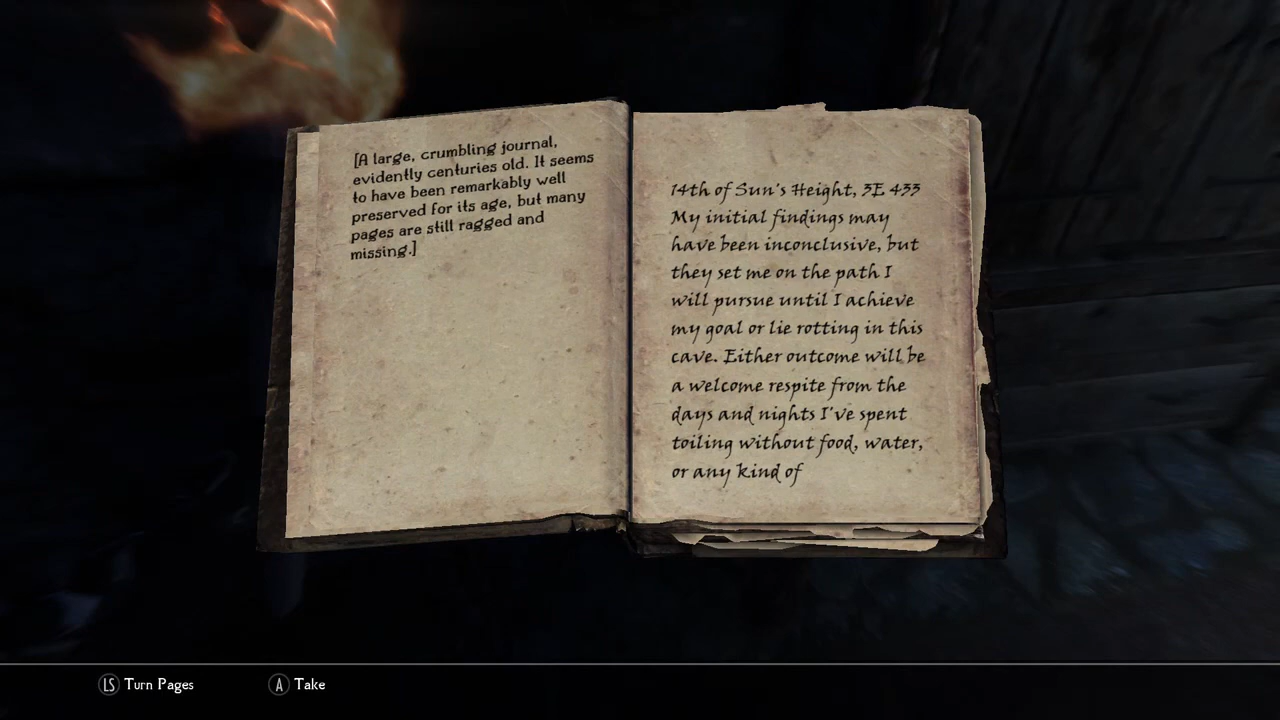 [A large, crumbling journal,
evidently centuries old. It seems
to have been remarkably well
preserved for its age, but many
pages are still ragged and
missing.]
14th of Sun's Height, 3E 433
My initial findings may
have been inconclusive, but
they set me on the path I
will pursue until I achieve
my goal or lie rotting in this
cave. Either outcome will be
a welcome respite from the
days and nights I've spent
toiling without food, water,
or any kind of
LS Turn Pages
A Take